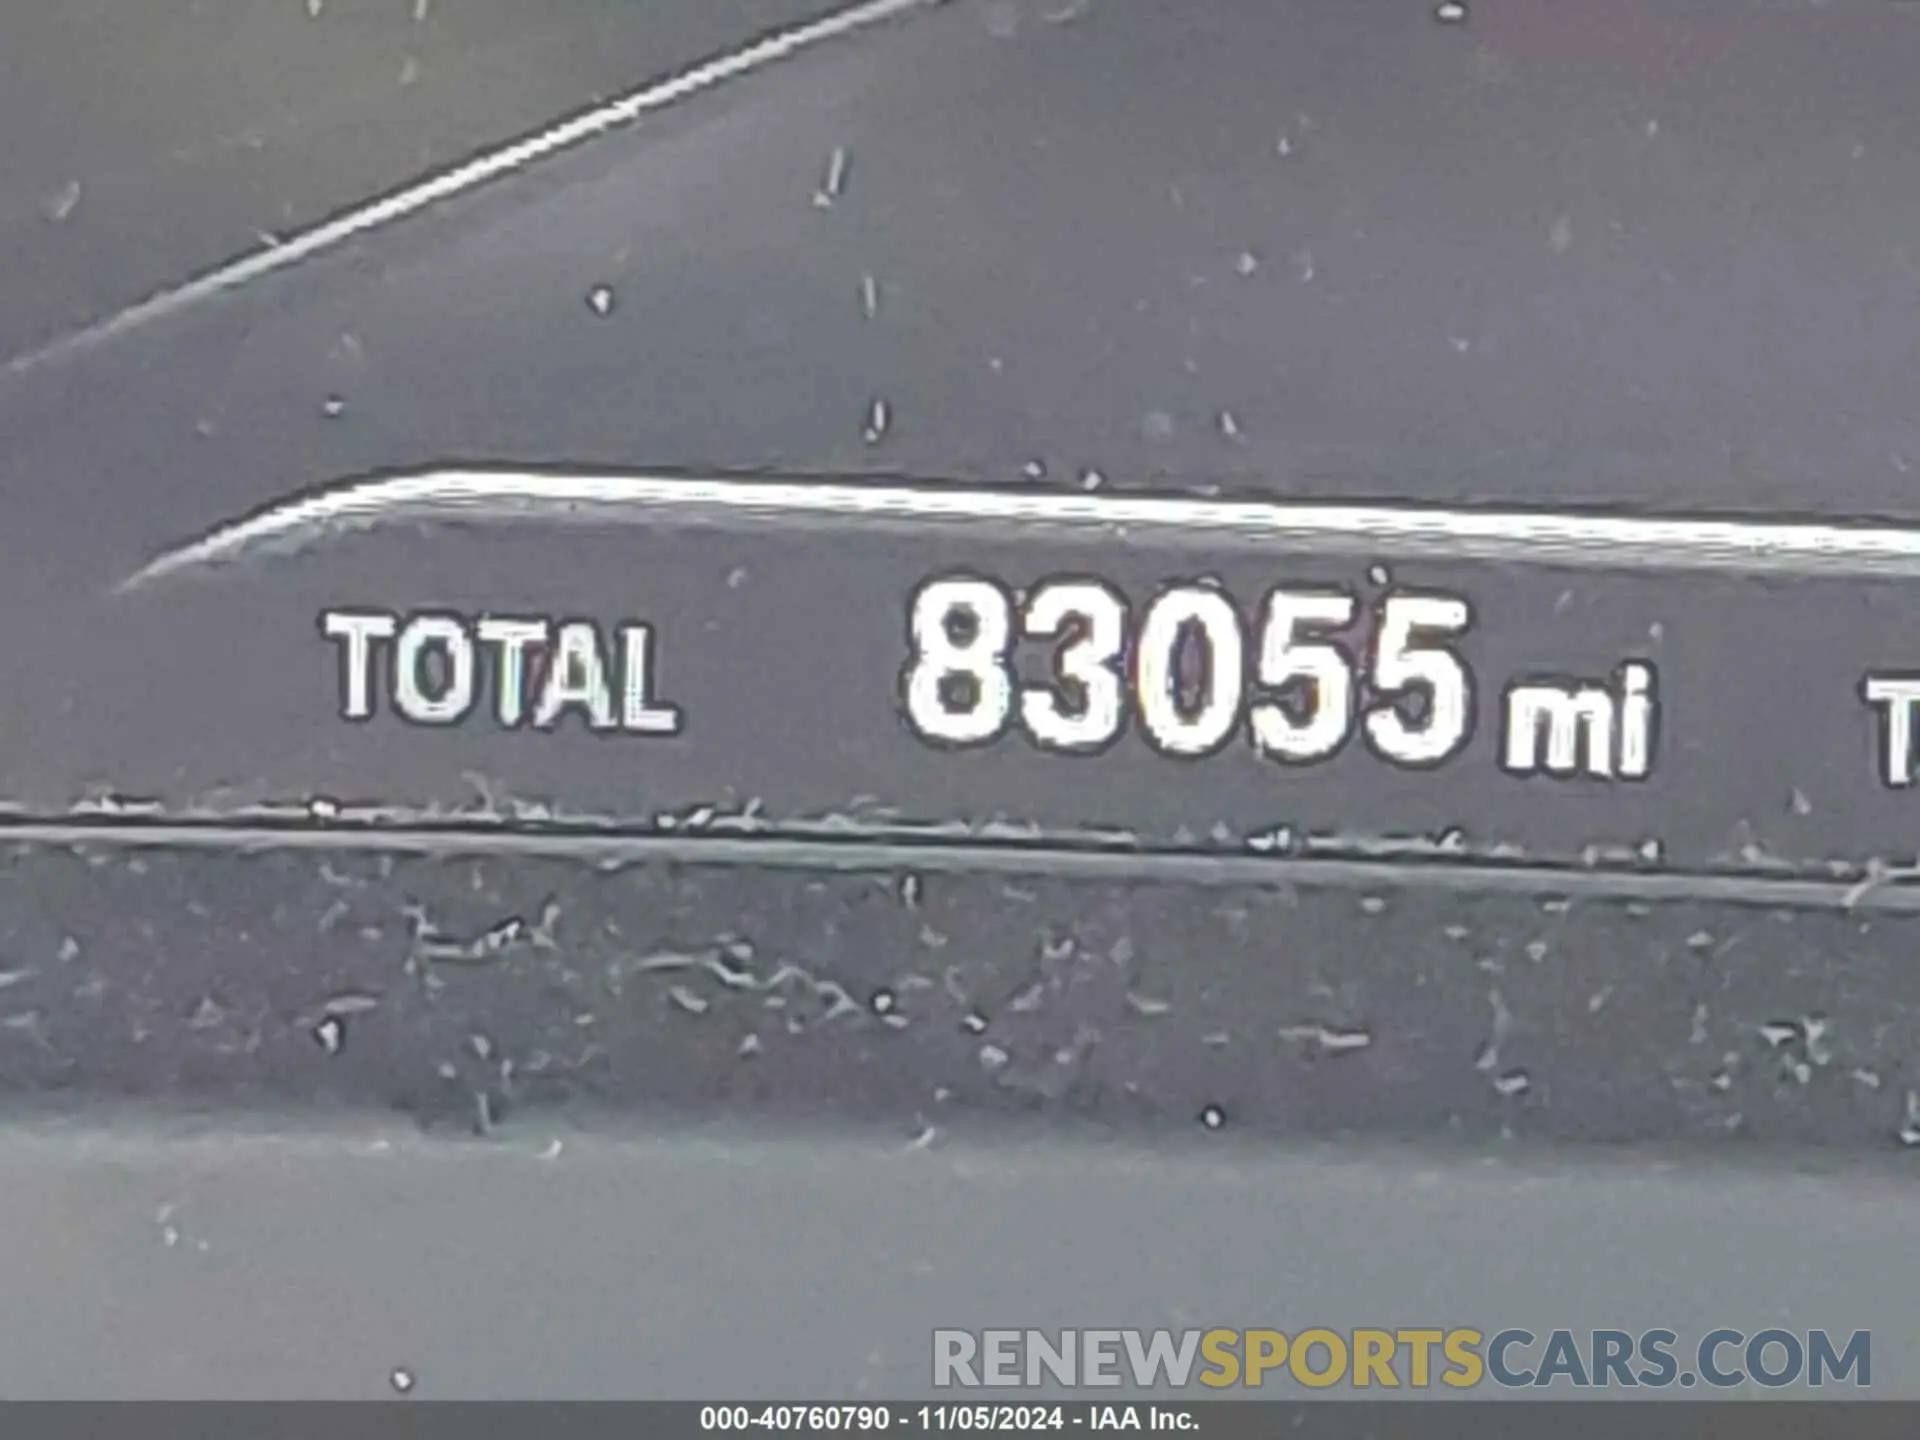 TOTAL 83055 mi T
RENEWSPORTSCARS.COM
000-40760790 - 11/05/2024 - IAA Inc.